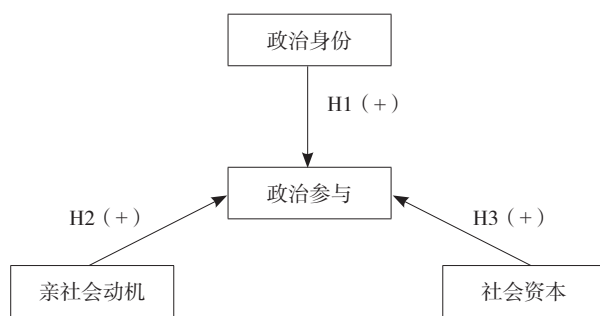 政治身份
H1（+）
政治参与
H2（+）
H3（+）
亲社会动机
社会资本